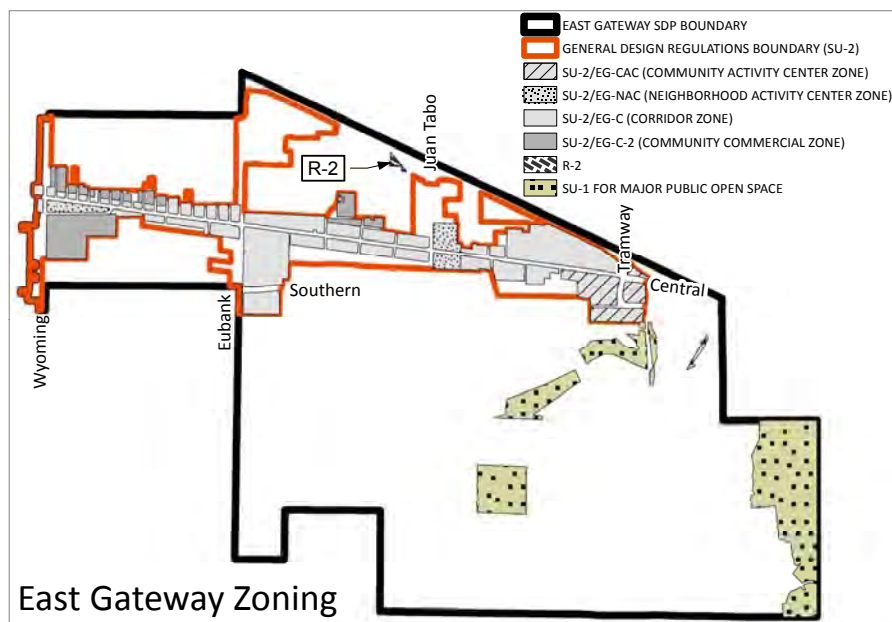 EAST GATEWAY SDP BOUNDARY
GENERAL DESIGN REGULATIONS BOUNDARY (SU-2)
SU-2/EG-CAC (COMMUNITY ACTIVITY CENTER ZONE)
SU-2/EG-NAC (NEIGHBORHOOD ACTIVITY CENTER ZONE)
SU-2/EG-C (CORRIDOR ZONE)
SU-2/EG-C-2 (COMMUNITY COMMERCIAL ZONE)
R-2
SU-1 FOR MAJOR PUBLIC OPEN SPACE
Juan Tabo
R-2
Tramway
Central
Southern
Eubank
Wyoming
East Gateway Zoning